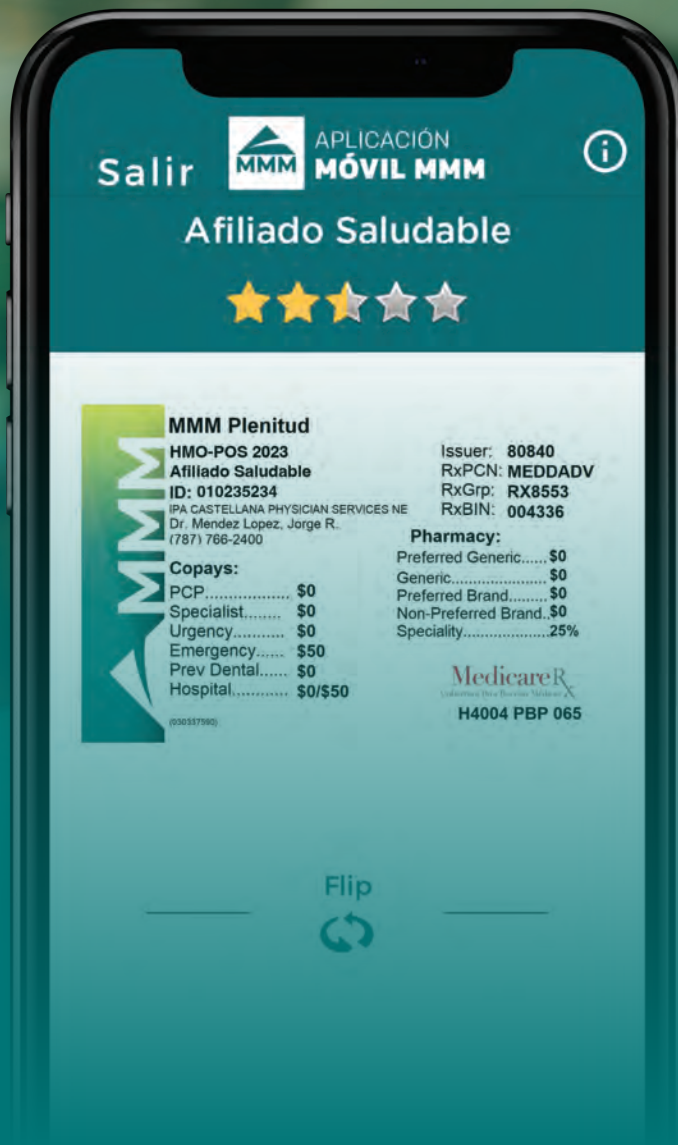 Salir
MMM
APLICACIÓN
MÓVIL MMM
Afiliado Saludable
MMM
MMM Plenitud
HMO-POS 2023
Afiliado Saludable
ID: 010235234
IPA CASTELLANA PHYSICIAN SERVICES NE
Dr. Mendez Lopez, Jorge R.
(787) 766-2400
Copays:
PCP.................. $0
Specialist........ $0
Urgency........... $0
Emergency...... $50
Prev Dental...... $0
Hospital............ $0/$50
Issuer: 80840
RxPCN: MEDDADV
RxGrp: RX8553
RxBIN: 004336
Pharmacy:
Preferred Generic...... $0
Generic...................... $0
Preferred Brand......... $0
Non-Preferred Brand.. $0
Speciality....................25%
MedicareRx
H4004 PBP 065
Flip